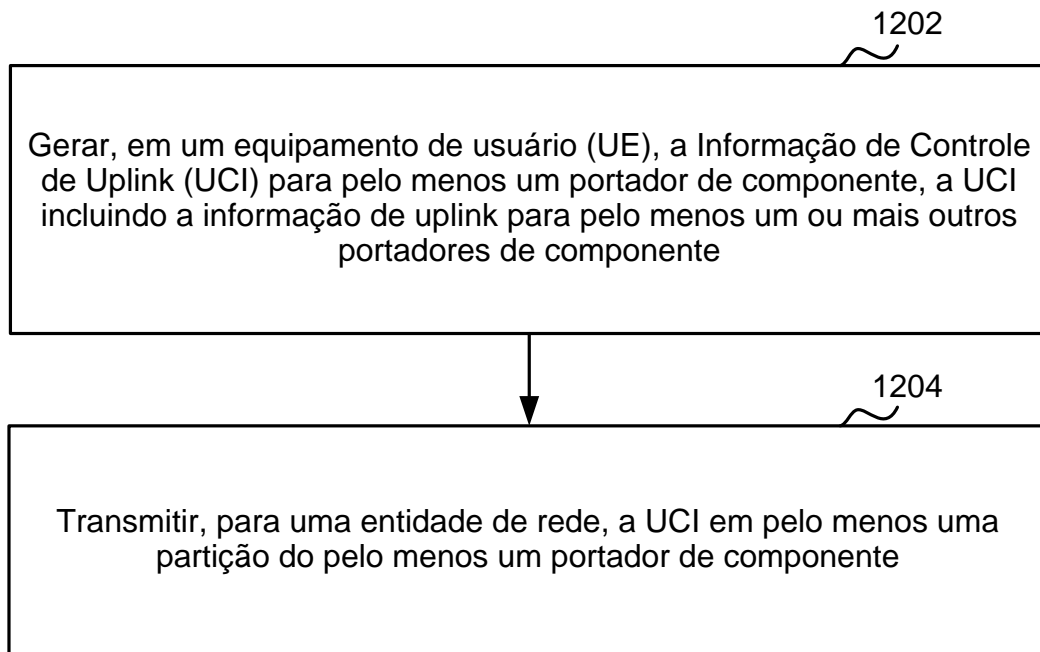 1202
Gerar, em um equipamento de usuário (UE), a Informação de Controle
de Uplink (UCI) para pelo menos um portador de componente, a UCI
incluindo a informação de uplink para pelo menos um ou mais outros
portadores de componente
1204
Transmitir, para uma entidade de rede, a UCI em pelo menos uma
partição do pelo menos um portador de componente